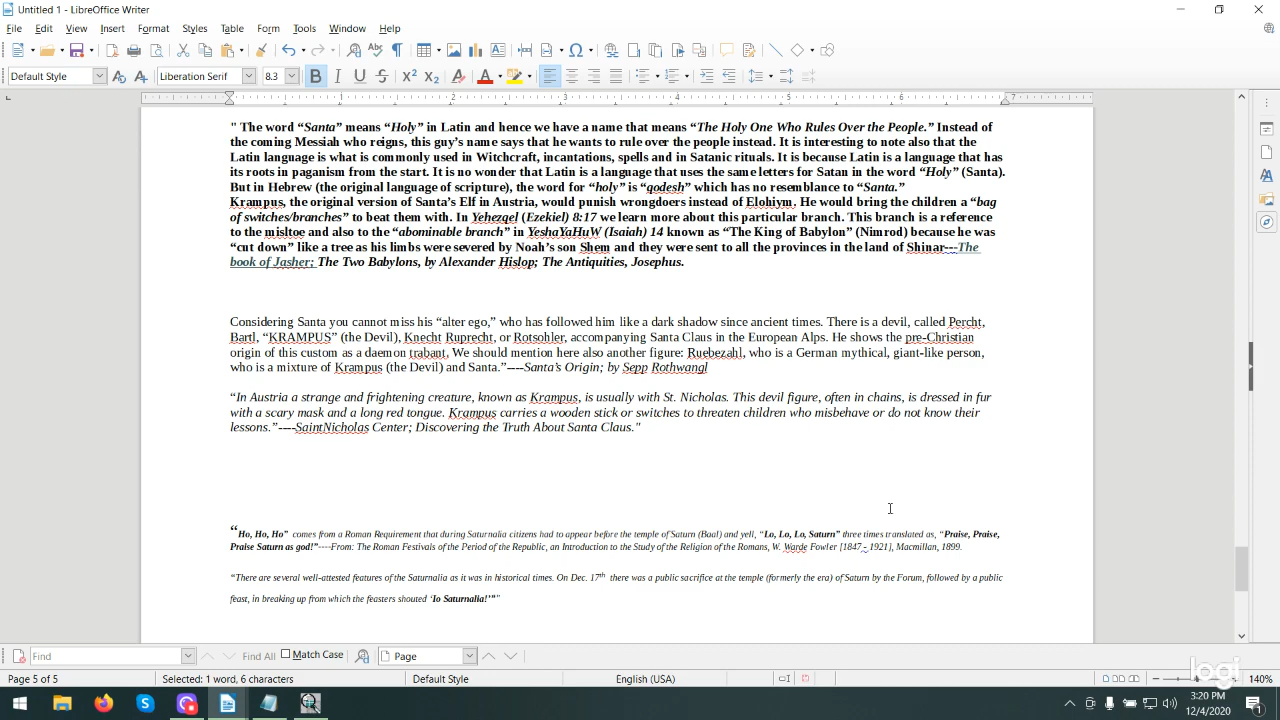 Untitled 1 - LibreOffice Writer
File Edit View Insert Format Styles Table Form Tools Window Help
Default Style Liberation Serif 8.3
1 2 3 4 5 6 7
" The word “Santa” means “Holy” in Latin and hence we have a name that means “The Holy One Who Rules Over the People.” Instead of
the coming Messiah who reigns, this guy’s name says that he wants to rule over the people instead. It is interesting to note also that the
Latin language is what is commonly used in Witchcraft, incantations, spells and in Satanic rituals. It is because Latin is a language that has
its roots in paganism from the start. It is no wonder that Latin is a language that uses the same letters for Satan in the word “Holy” (Santa).
But in Hebrew (the original language of scripture), the word for “holy” is “qodesh” which has no resemblance to “Santa.”
Krampus, the original version of Santa’s Elf in Austria, would punish wrongdoers instead of Elohiym. He would bring the children a “bag
of switches/branches” to beat them with. In Yehezqel (Ezekiel) 8:17 we learn more about this particular branch. This branch is a reference
to the misltoe and also to the “abominable branch” in YeshaYaHuW (Isaiah) 14 known as “The King of Babylon” (Nimrod) because he was
“cut down” like a tree as his limbs were severed by Noah’s son Shem and they were sent to all the provinces in the land of Shinar---The
book of Jasher; The Two Babylons, by Alexander Hislop; The Antiquities, Josephus.
Considering Santa you cannot miss his “alter ego,” who has followed him like a dark shadow since ancient times. There is a devil, called Percht,
Bartl, “KRAMPUS” (the Devil), Knecht Ruprecht, or Rotsohler, accompanying Santa Claus in the European Alps. He shows the pre-Christian
origin of this custom as a daemon trabant, We should mention here also another figure: Ruebezahl, who is a German mythical, giant-like person,
who is a mixture of Krampus (the Devil) and Santa.”----Santa’s Origin; by Sepp Rothwangl
“In Austria a strange and frightening creature, known as Krampus, is usually with St. Nicholas. This devil figure, often in chains, is dressed in fur
with a scary mask and a long red tongue. Krampus carries a wooden stick or switches to threaten children who misbehave or do not know their
lessons.”----SaintNicholas Center; Discovering the Truth About Santa Claus."
“Ho, Ho, Ho” comes from a Roman Requirement that during Saturnalia citizens had to appear before the temple of Saturn (Baal) and yell, “Lo, Lo, Lo, Saturn” three times translated as, “Praise, Praise,
Praise Saturn as god!”----From: The Roman Festivals of the Period of the Republic, an Introduction to the Study of the Religion of the Romans, W. Warde Fowler [1847 - 1921], Macmillan, 1899.
“There are several well-attested features of the Saturnalia as it was in historical times. On Dec. 17th there was a public sacrifice at the temple (formerly the era) of Saturn by the Forum, followed by a public
feast, in breaking up from which the feasters shouted ‘Io Saturnalia!’”"
Find Find All Match Case Page
Page 5 of 5 Selected: 1 word, 6 characters Default Style English (USA) 140%
logi
3:20 PM
12/4/2020